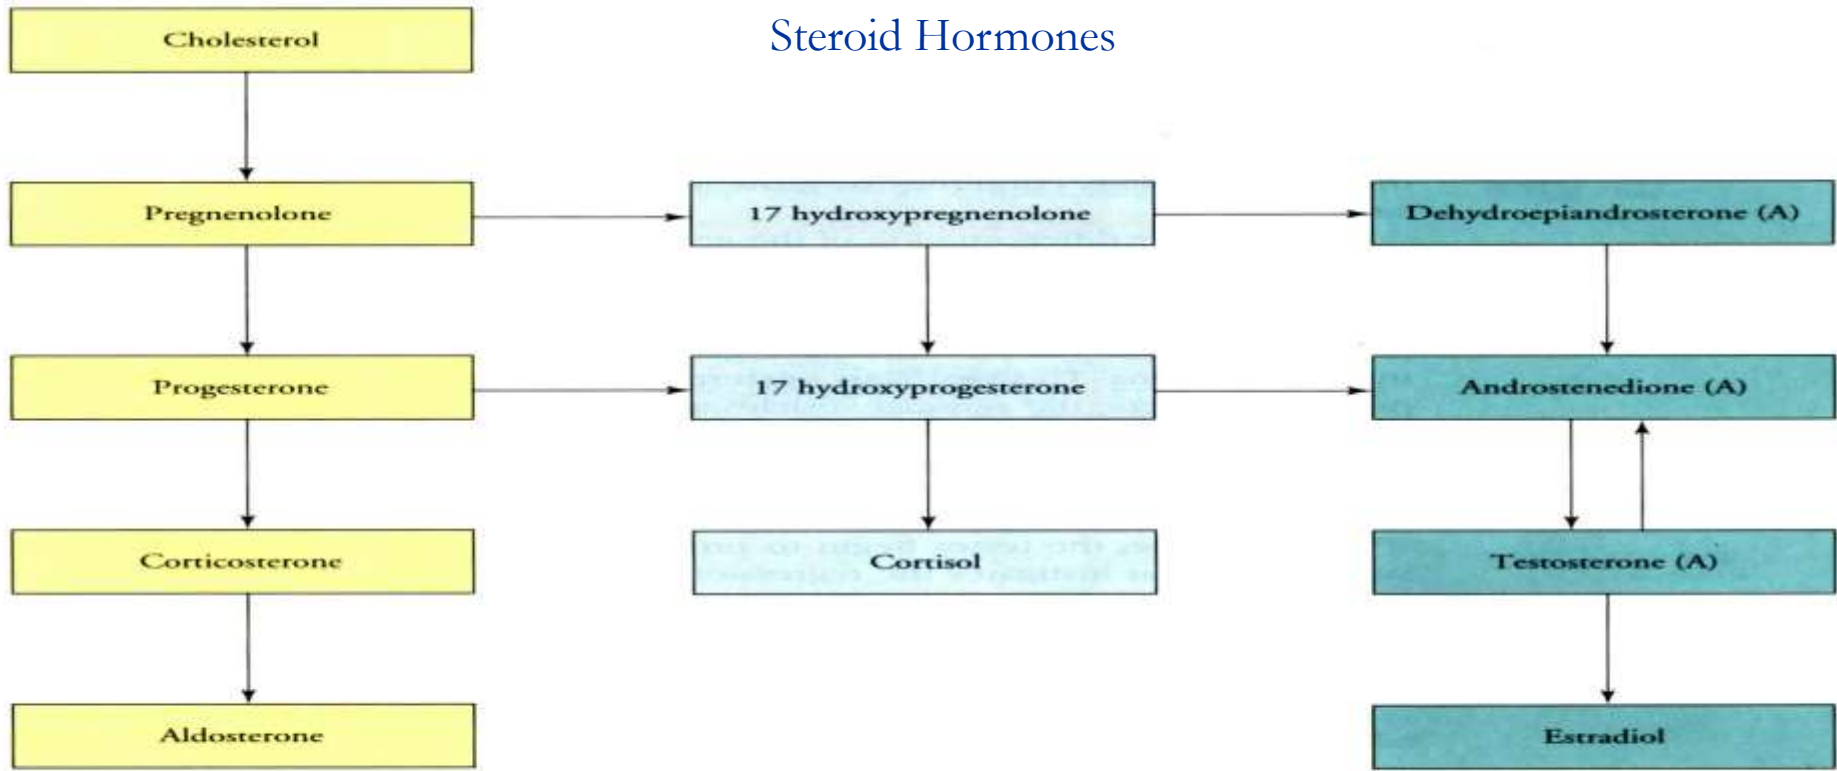 Steroid Hormones
Cholesterol
Pregnenolone
17 hydroxypregnenolone
Dehydroepiandrosterone (A)
Progesterone
17 hydroxyprogesterone
Androstenedione (A)
Corticosterone
Cortisol
Testosterone (A)
Aldosterone
Estradiol